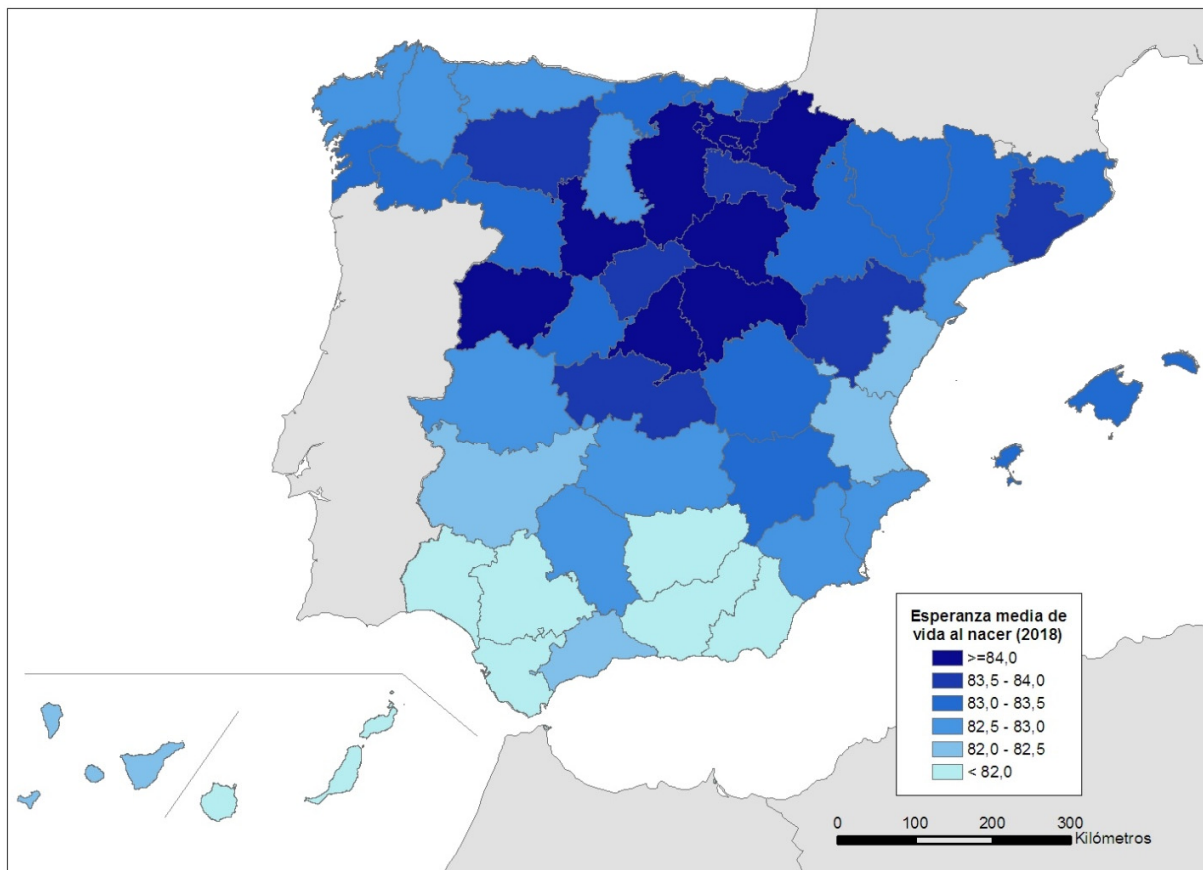 Esperanza media de
vida al nacer (2018)
>=84,0
83,5 - 84,0
83,0 - 83,5
82,5 - 83,0
82,0 - 82,5
< 82,0
0 100 200 300
Kilómetros